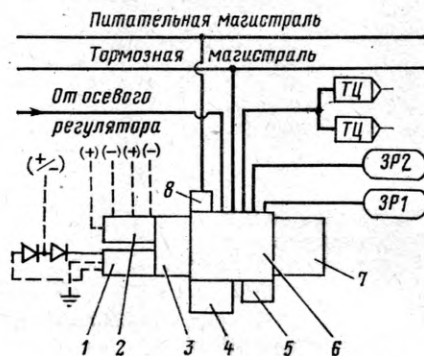 Питательная магистраль
Тормозная магистраль
От осевого
регулятора
ТЦ
ТЦ
(+) (-) (+) (-)
(+/-)
8
ЗР2
ЗР1
7
1 2 3 4 5 6